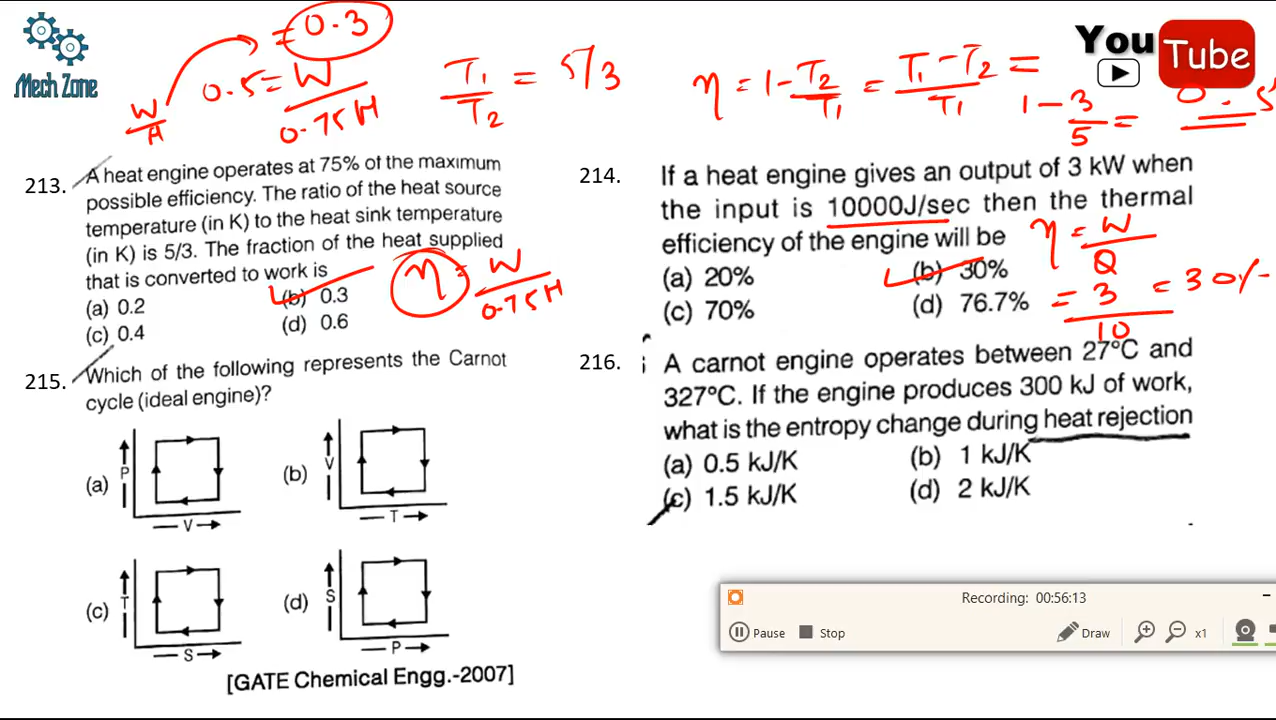 Mech Zone
= 0.3
0.5 = W
0.75H
W
A
T1
T2
= 5/3
η = 1 - T2
T1
= T1 - T2
T1
=
1 - 3
5
=
You Tube
213. A heat engine operates at 75% of the maximum
possible efficiency. The ratio of the heat source
temperature (in K) to the heat sink temperature
(in K) is 5/3. The fraction of the heat supplied
that is converted to work is
(a) 0.2 (b) 0.3
(c) 0.4 (d) 0.6
η = W
0.75H
215. Which of the following represents the Carnot
cycle (ideal engine)?
(a) P
V
(b) V
T
(c) T
S
(d) S
P
[GATE Chemical Engg.-2007]
214. If a heat engine gives an output of 3 kW when
the input is 10000J/sec then the thermal
efficiency of the engine will be
(a) 20% (b) 30%
(c) 70% (d) 76.7%
η = W
Q
= 3
10
= 30%
216. A carnot engine operates between 27°C and
327°C. If the engine produces 300 kJ of work,
what is the entropy change during heat rejection
(a) 0.5 kJ/K (b) 1 kJ/K
(c) 1.5 kJ/K (d) 2 kJ/K
Recording: 00:56:13
Pause Stop Draw x1